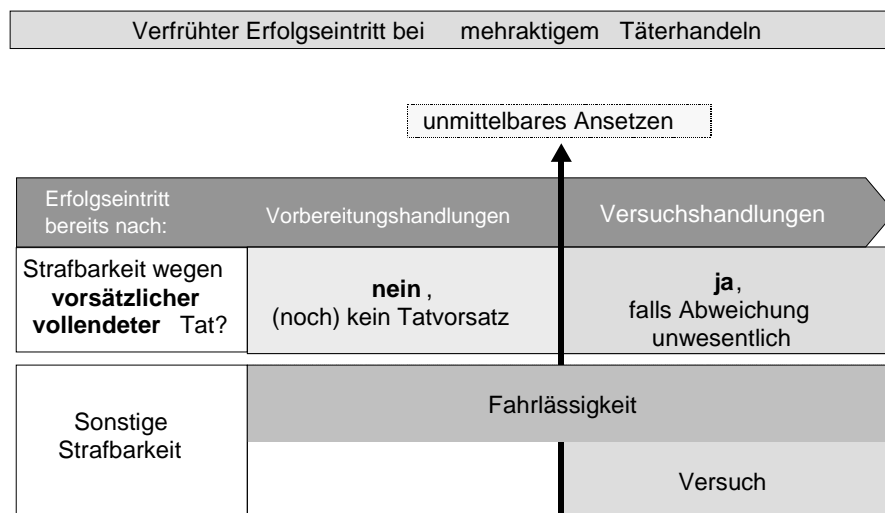 Verfrühter Erfolgseintritt bei mehraktigem Täterhandeln
unmittelbares Ansetzen
Erfolgseintritt
bereits nach:
Vorbereitungshandlungen
Versuchshandlungen
Strafbarkeit wegen
vorsätzlicher
vollendeter Tat?
nein ,
(noch) kein Tatvorsatz
ja,
falls Abweichung
unwesentlich
Sonstige
Strafbarkeit
Fahrlässigkeit
Versuch